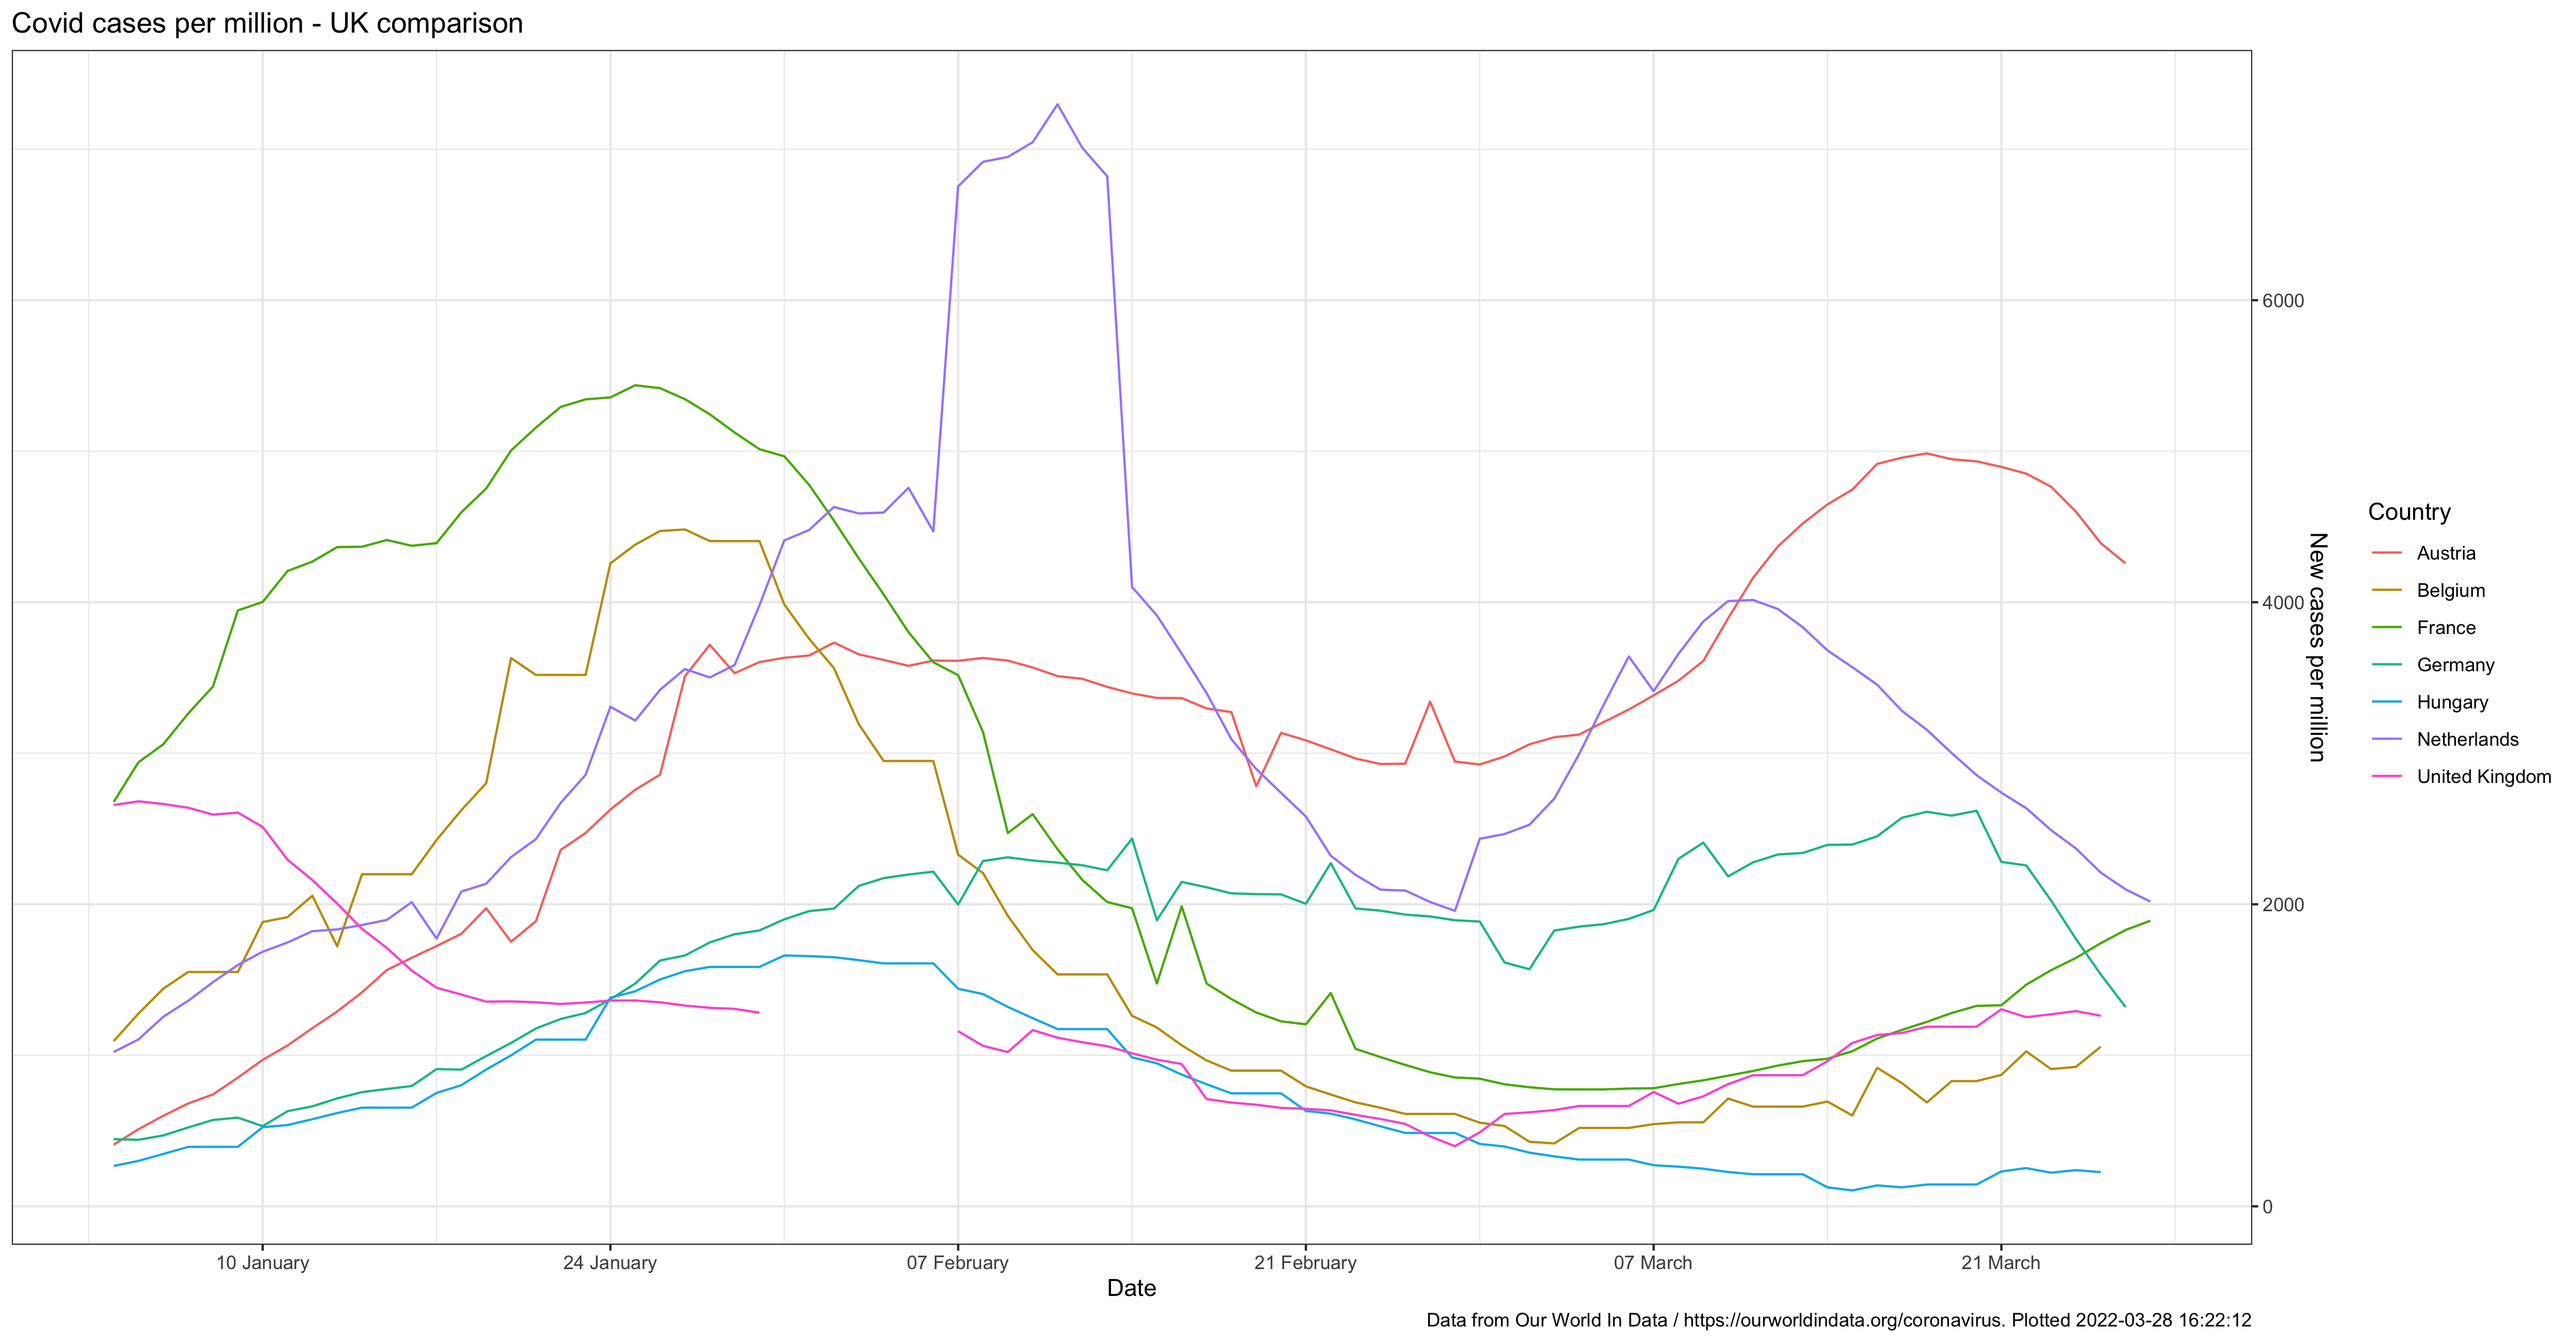 Covid cases per million - UK comparison
6000
4000
2000
0
New cases per million
10 January
24 January
07 February
21 February
07 March
21 March
Date
Country
Austria
Belgium
France
Germany
Hungary
Netherlands
United Kingdom
Data from Our World In Data / https://ourworldindata.org/coronavirus. Plotted 2022-03-28 16:22:12